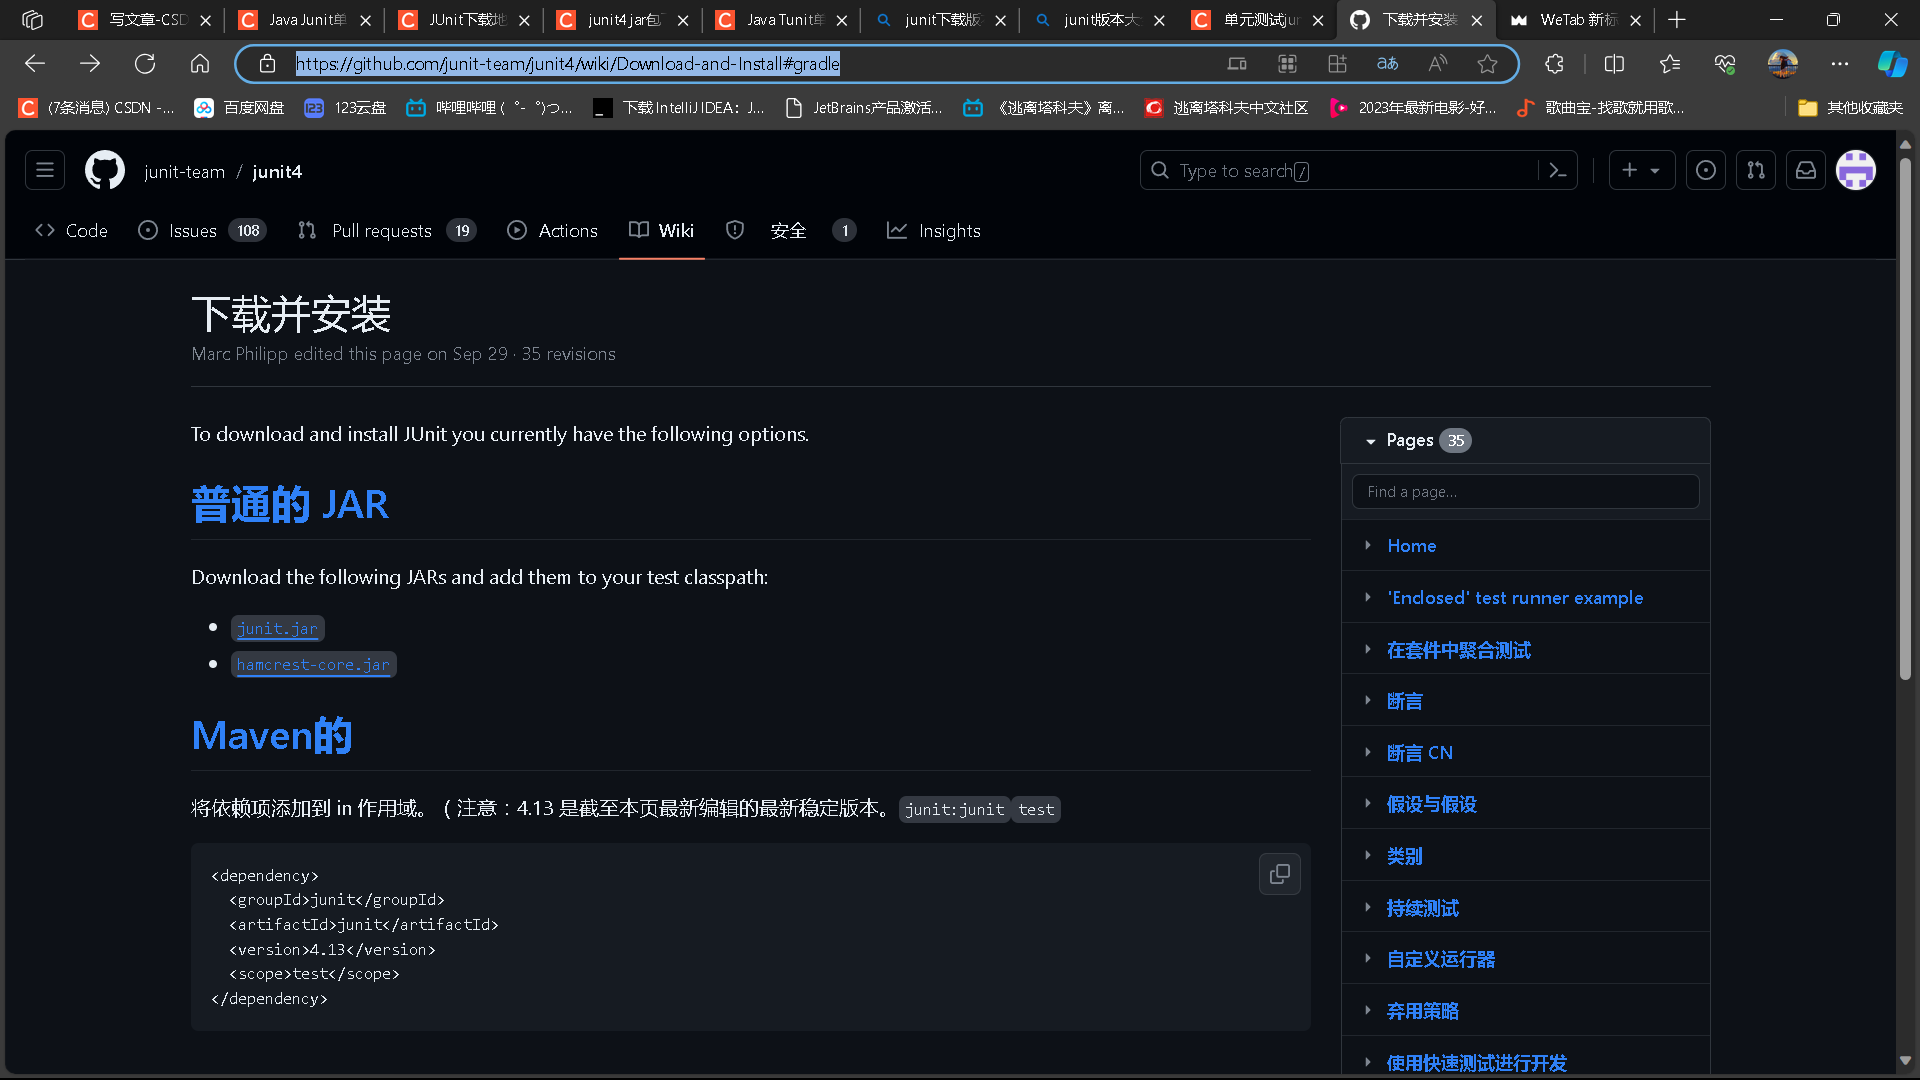 写文章-CSD
Java Junit单
JUnit下载地
junit4 jar包下
Java Tunit单
junit下载版本
junit版本大全
单元测试jun
下载并安装
WeTab 新标
https://github.com/junit-team/junit4/wiki/Download-and-Install#gradle
(7条消息) CSDN -...
百度网盘
123云盘
哔哩哔哩 ( ゜- ゜)つ...
下载 IntelliJ IDEA：J...
JetBrains产品激活...
《逃离塔科夫》离...
逃离塔科夫中文社区
2023年最新电影-好...
歌曲宝-找歌就用歌...
其他收藏夹
junit-team / junit4
Type to search /
Code
Issues 108
Pull requests 19
Actions
Wiki
安全 1
Insights
下载并安装
Marc Philipp edited this page on Sep 29 · 35 revisions
To download and install JUnit you currently have the following options.
普通的 JAR
Download the following JARs and add them to your test classpath:
junit.jar
hamcrest-core.jar
Maven的
将依赖项添加到 in 作用域。（注意：4.13 是截至本页最新编辑的最新稳定版本。 junit:junit test
<dependency>
<groupId>junit</groupId>
<artifactId>junit</artifactId>
<version>4.13</version>
<scope>test</scope>
</dependency>
Pages 35
Find a page...
Home
'Enclosed' test runner example
在套件中聚合测试
断言
断言 CN
假设与假设
类别
持续测试
自定义运行器
弃用策略
使用快速测试进行开发